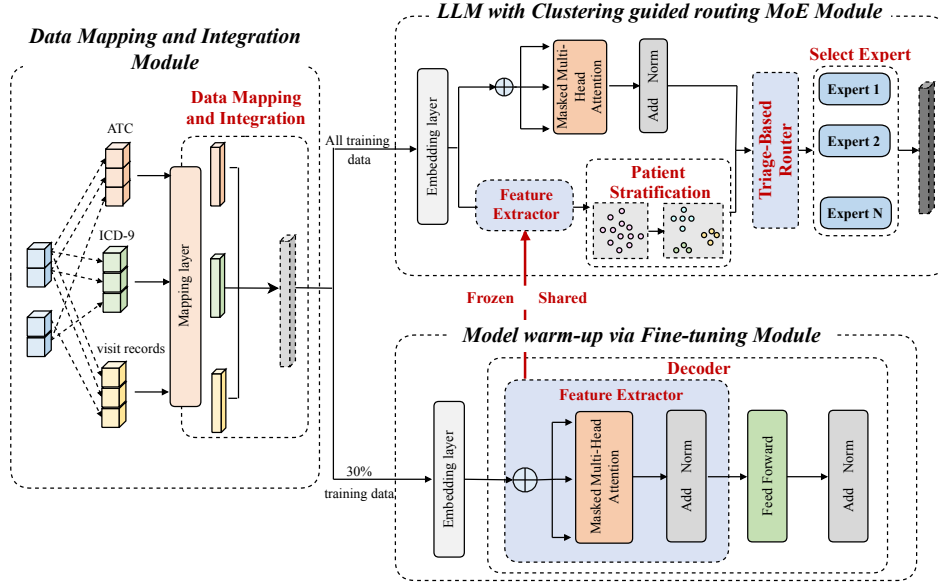 Data Mapping and Integration
Module
Data Mapping
and Integration
ATC
ICD-9
visit records
Mapping layer
All training
data
30%
training data
LLM with Clustering guided routing MoE Module
Embedding layer
Masked Multi-
Head
Attention
Add Norm
Feature
Extractor
Patient
Stratification
Triage-Based
Router
Select Expert
Expert 1
Expert 2
Expert N
Frozen Shared
Model warm-up via Fine-tuning Module
Decoder
Feature Extractor
Embedding layer
Masked Multi-Head
Attention
Add Norm
Feed Forward
Add Norm